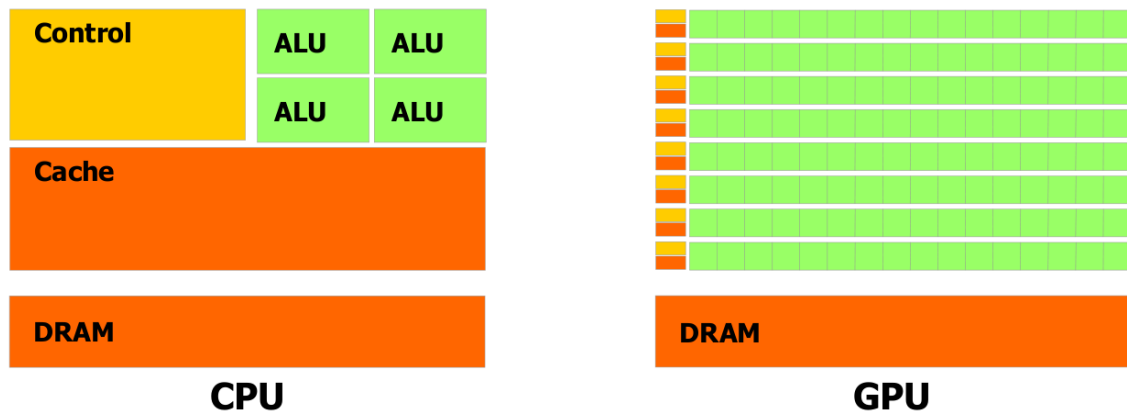 Control
ALU ALU
ALU ALU
Cache
DRAM
CPU
DRAM
GPU